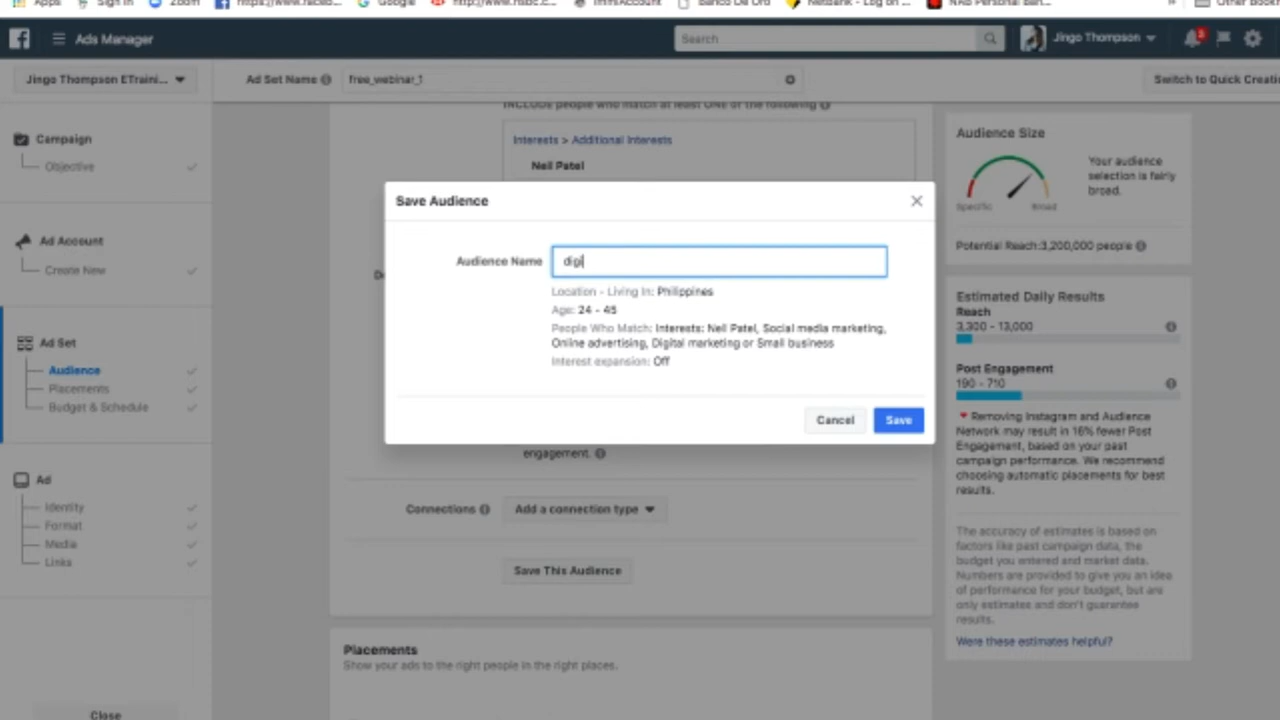 Apps
Sign In
Zoom
https://www.facebo...
Google
http://www.hsbc.c...
ImmiAccount
Banco De Oro
NetBank - Log on ...
NAB Personal Ban...
»
Other Book
Ads Manager
Search
Jingo Thompson
Jingo Thompson ETraini...
Ad Set Name
free_webinar_1
Switch to Quick Creatio
INCLUDE people who match at least ONE of the following
Campaign
Objective
Interests > Additional Interests
Neil Patel
Audience Size
Your audience
selection is fairly
broad.
Specific
Broad
Potential Reach:3,200,000 people
Save Audience
Audience Name
digi
Location - Living In: Philippines
Age: 24 - 45
People Who Match: Interests: Neil Patel, Social media marketing,
Online advertising, Digital marketing or Small business
Interest expansion: Off
Cancel
Save
Ad Account
Create New
Ad Set
Audience
Placements
Budget & Schedule
Ad
Identity
Format
Media
Links
Close
De
engagement.
Connections
Add a connection type
Save This Audience
Placements
Show your ads to the right people in the right places.
Estimated Daily Results
Reach
3,300 - 13,000
Post Engagement
190 - 710
Removing Instagram and Audience
Network may result in 16% fewer Post
Engagement, based on your past
campaign performance. We recommend
choosing automatic placements for best
results.
The accuracy of estimates is based on
factors like past campaign data, the
budget you entered and market data.
Numbers are provided to give you an idea
of performance for your budget, but are
only estimates and don't guarantee
results.
Were these estimates helpful?